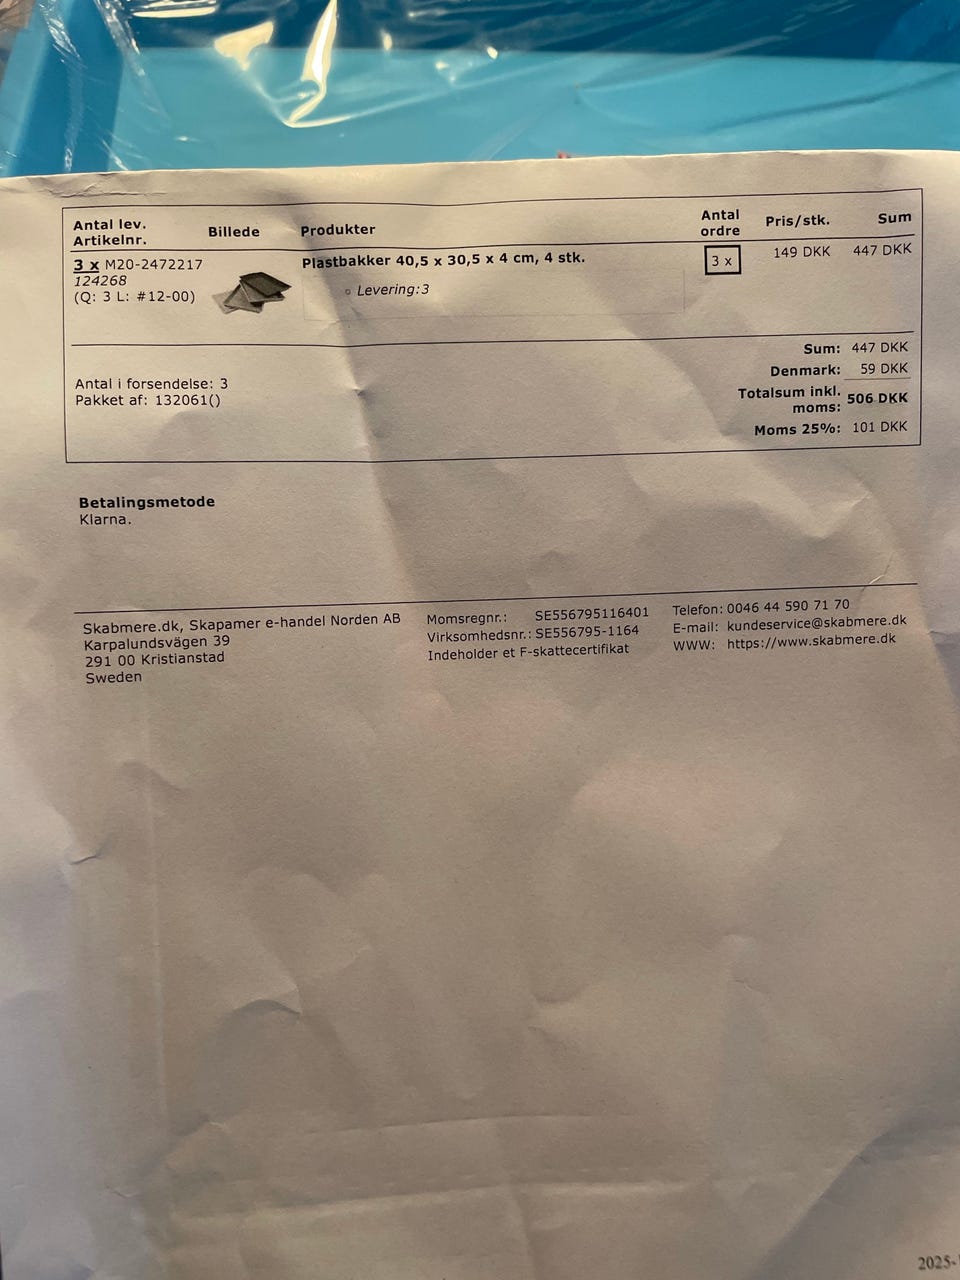 Antal lev. Artikelnr. Billede Produkter Antal ordre Pris/stk. Sum
3 x M20-2472217 Plastbakker 40,5 x 30,5 x 4 cm, 4 stk. 3 x 149 DKK 447 DKK
124268
(Q: 3 L: #12-00)
Levering:3
Sum: 447 DKK
Denmark: 59 DKK
Totalsum inkl. moms: 506 DKK
Moms 25%: 101 DKK
Antal i forsendelse: 3
Pakket af: 132061()
Betalingsmetode
Klarna.
Skabmere.dk, Skapamer e-handel Norden AB
Karpalundsvägen 39
291 00 Kristianstad
Sweden
Momsregnr.: SE556795116401
Virksomhedsnr.: SE556795-1164
Indeholder et F-skattecertifikat
Telefon: 0046 44 590 71 70
E-mail: kundeservice@skabmere.dk
WWW: https://www.skabmere.dk
2025-